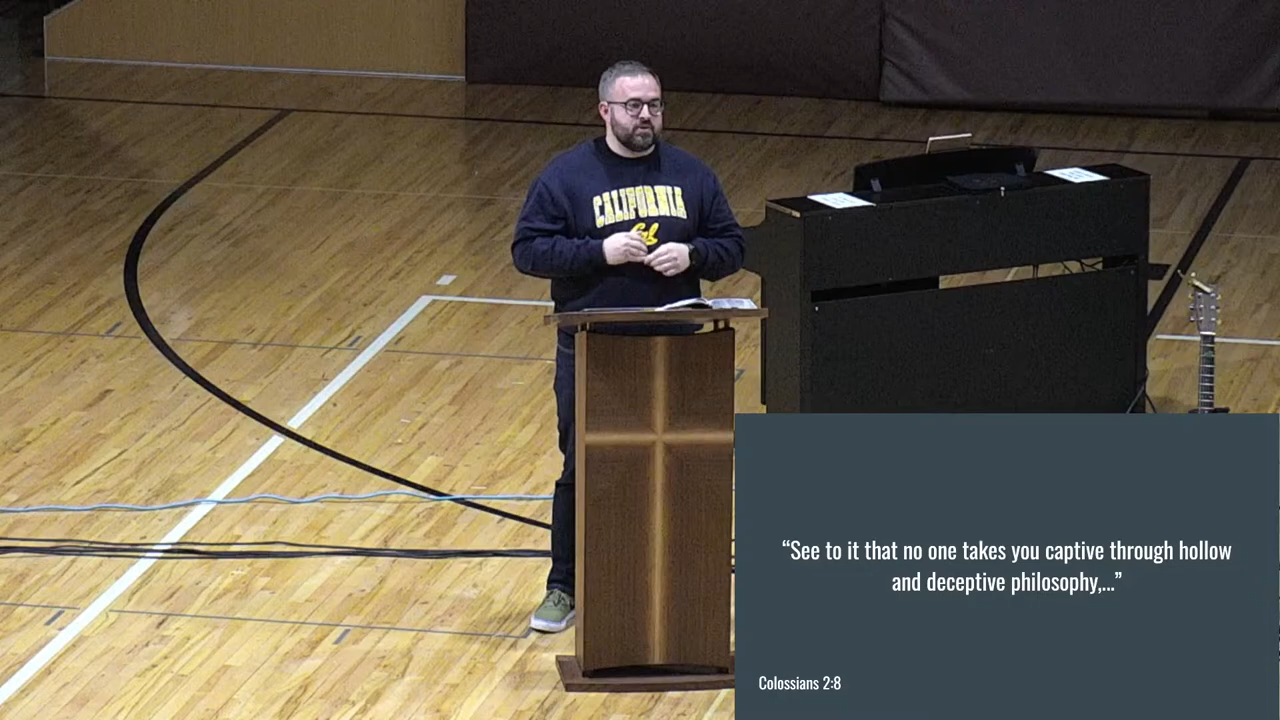 CALIFORNIA
Cal
“See to it that no one takes you captive through hollow
and deceptive philosophy,...”
Colossians 2:8